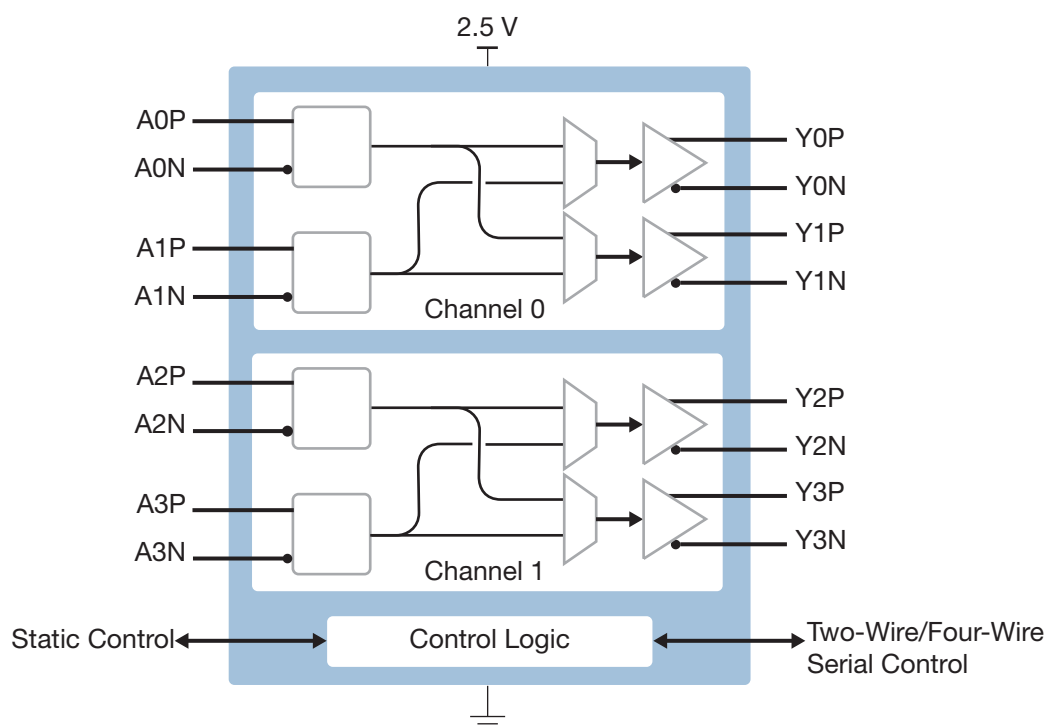 2.5 V
A0P
A0N
A1P
A1N
Y0P
Y0N
Y1P
Y1N
Channel 0
A2P
A2N
A3P
A3N
Y2P
Y2N
Y3P
Y3N
Channel 1
Static Control
Control Logic
Two-Wire/Four-Wire
Serial Control